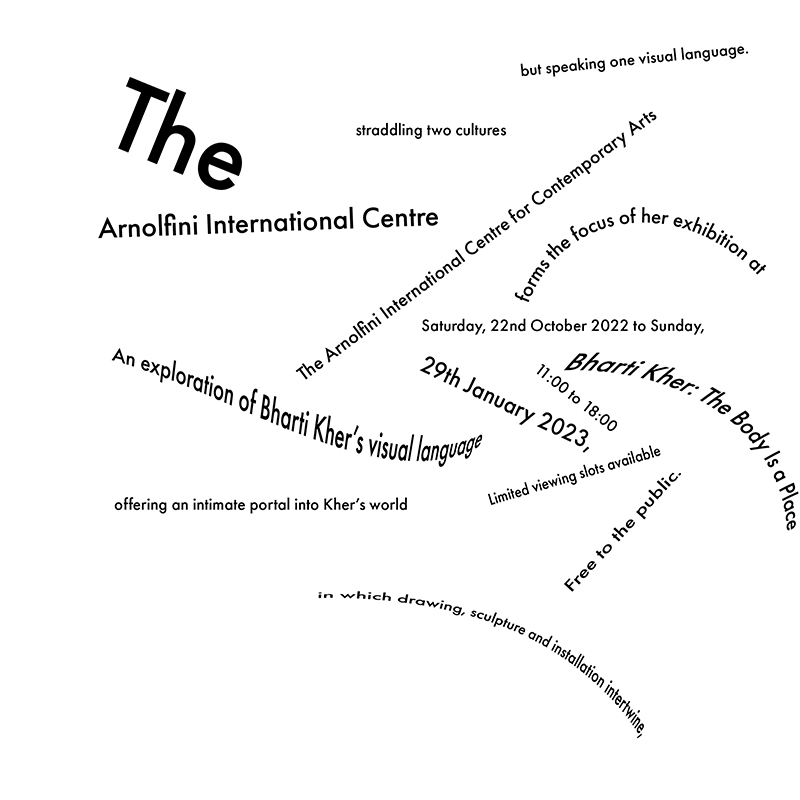 but speaking one visual language.
straddling two cultures
The
Arnolfini International Centre
The Arnolfini International Centre for Contemporary Arts
forms the focus of her exhibition at
Saturday, 22nd October 2022 to Sunday,
29th January 2023,
11:00 to 18:00
Bharti Kher: The Body Is a Place
An exploration of Bharti Kher's visual language
Limited viewing slots available
Free to the public.
offering an intimate portal into Kher's world
in which drawing, sculpture and installation intertwine,